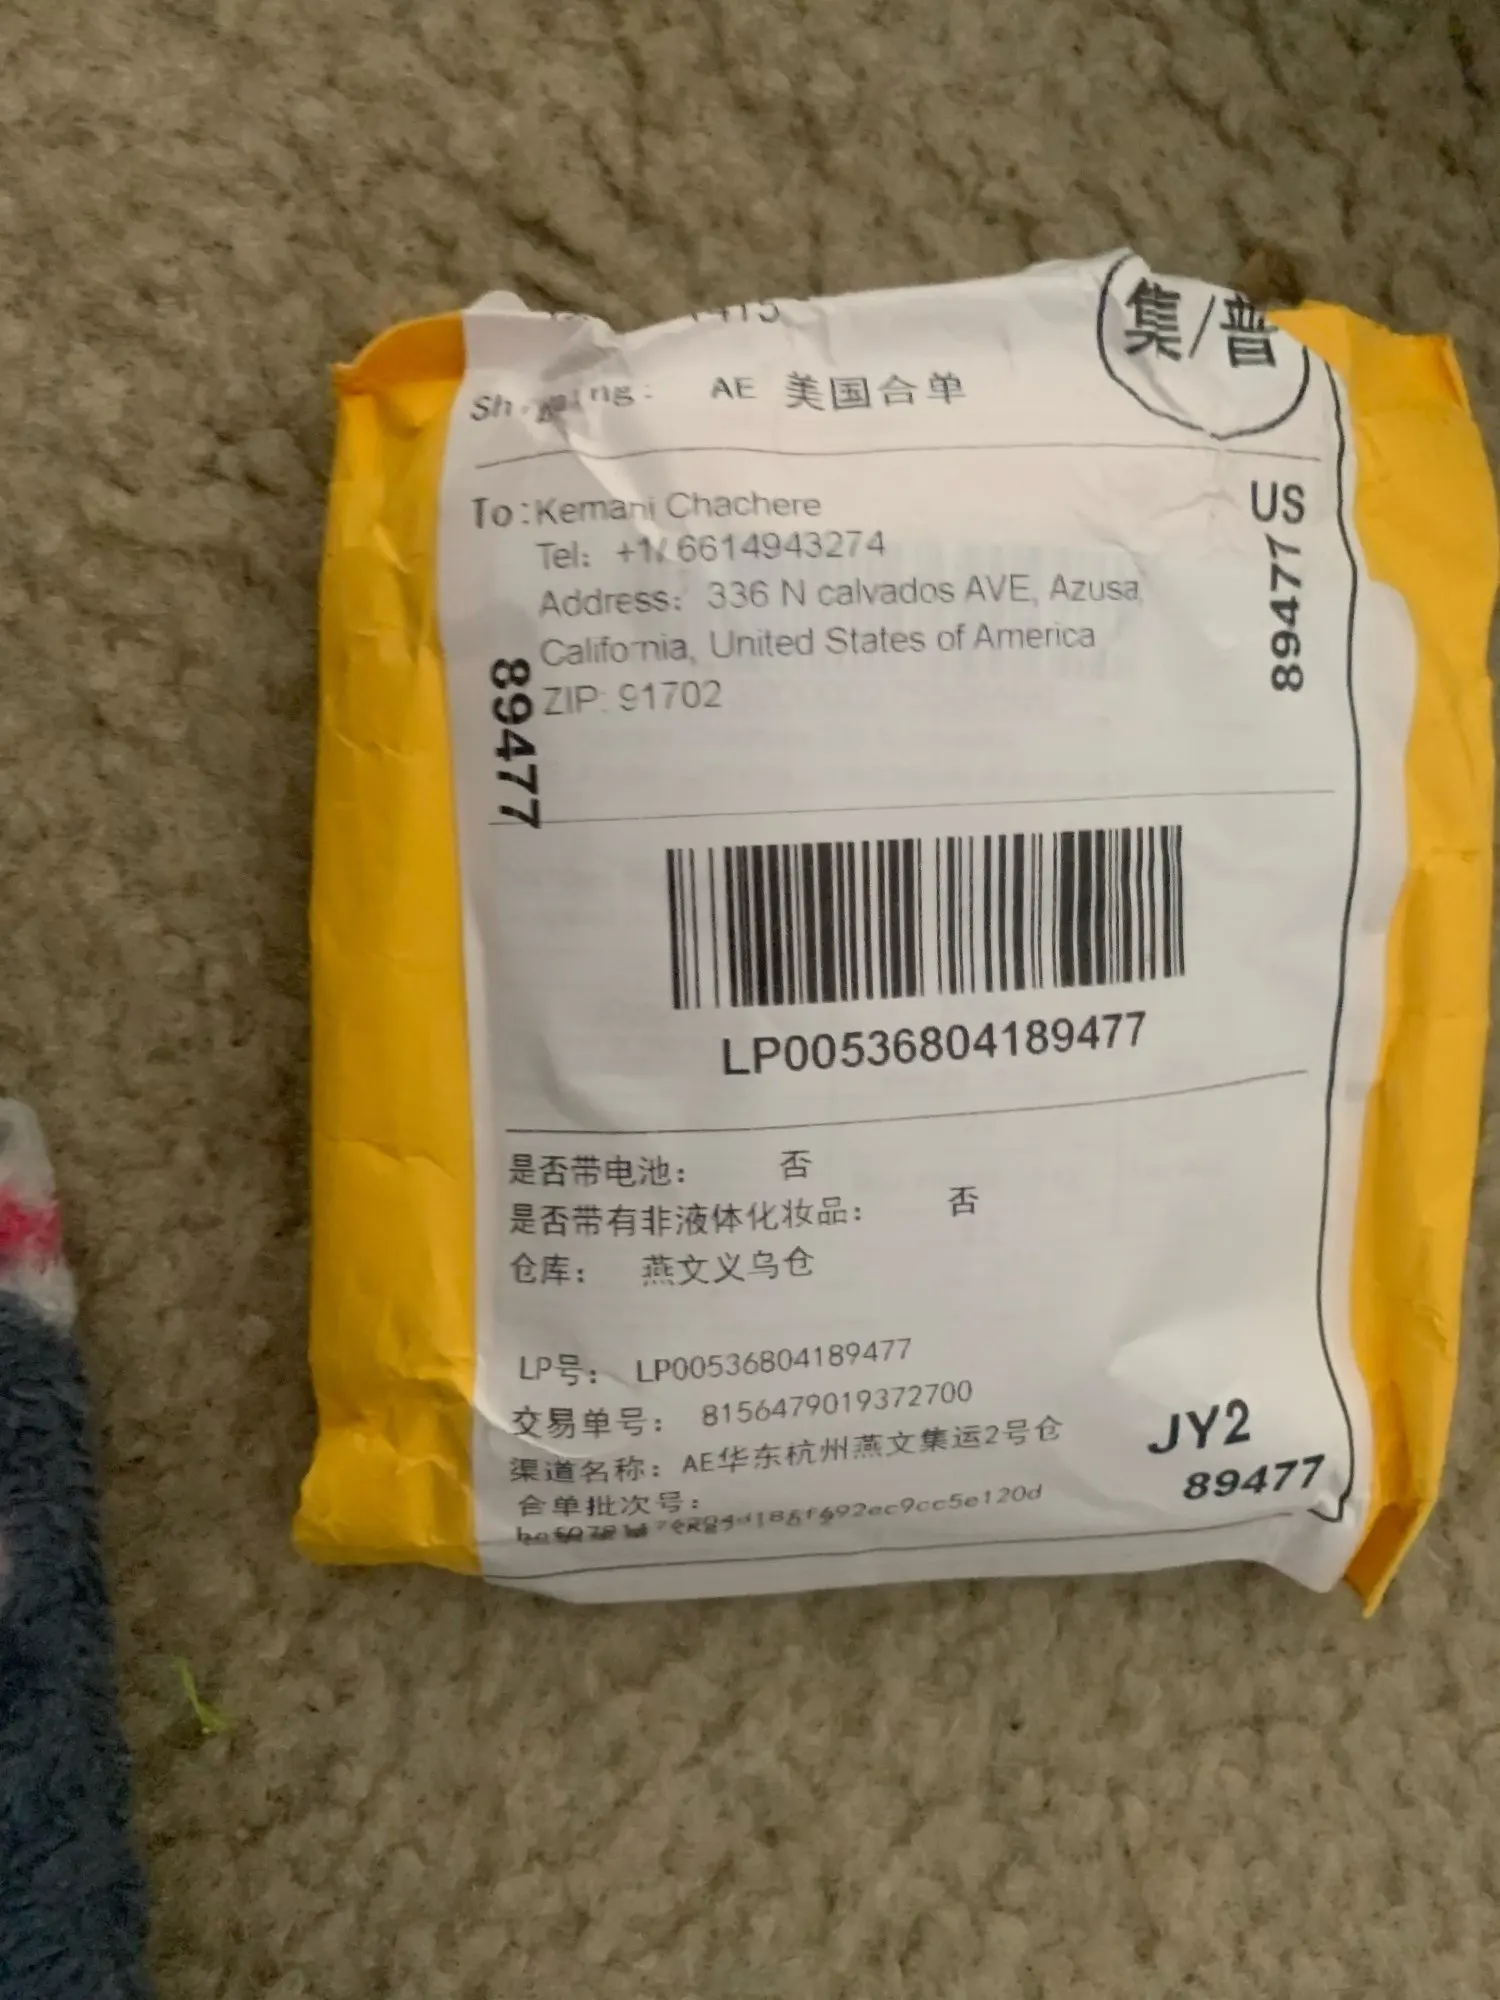 集/普
AE 美国合单
To: Kemani Chachere
US
Tel: +1/ 6614943274
Address: 336 N calvados AVE, Azusa,
California, United States of America
ZIP: 91702
89477
89477
LP00536804189477
是否带电池: 否
是否带有非液体化妆品: 否
仓库: 燕文义乌仓
LP号: LP00536804189477
交易单号: 8156479019372700
渠道名称: AE华东杭州燕文集运2号仓
合单批次号:
JY2
89477